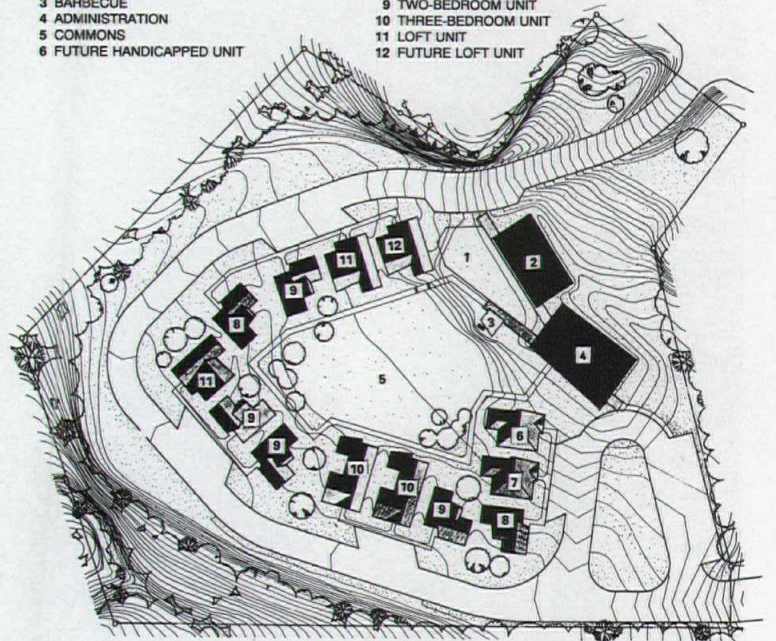 3 BARBECUE
4 ADMINISTRATION
5 COMMONS
6 FUTURE HANDICAPPED UNIT
9 TWO-BEDROOM UNIT
10 THREE-BEDROOM UNIT
11 LOFT UNIT
12 FUTURE LOFT UNIT
12
11
1
2
9
8
3
4
11
5
9
6
9
10
10
7
9
8